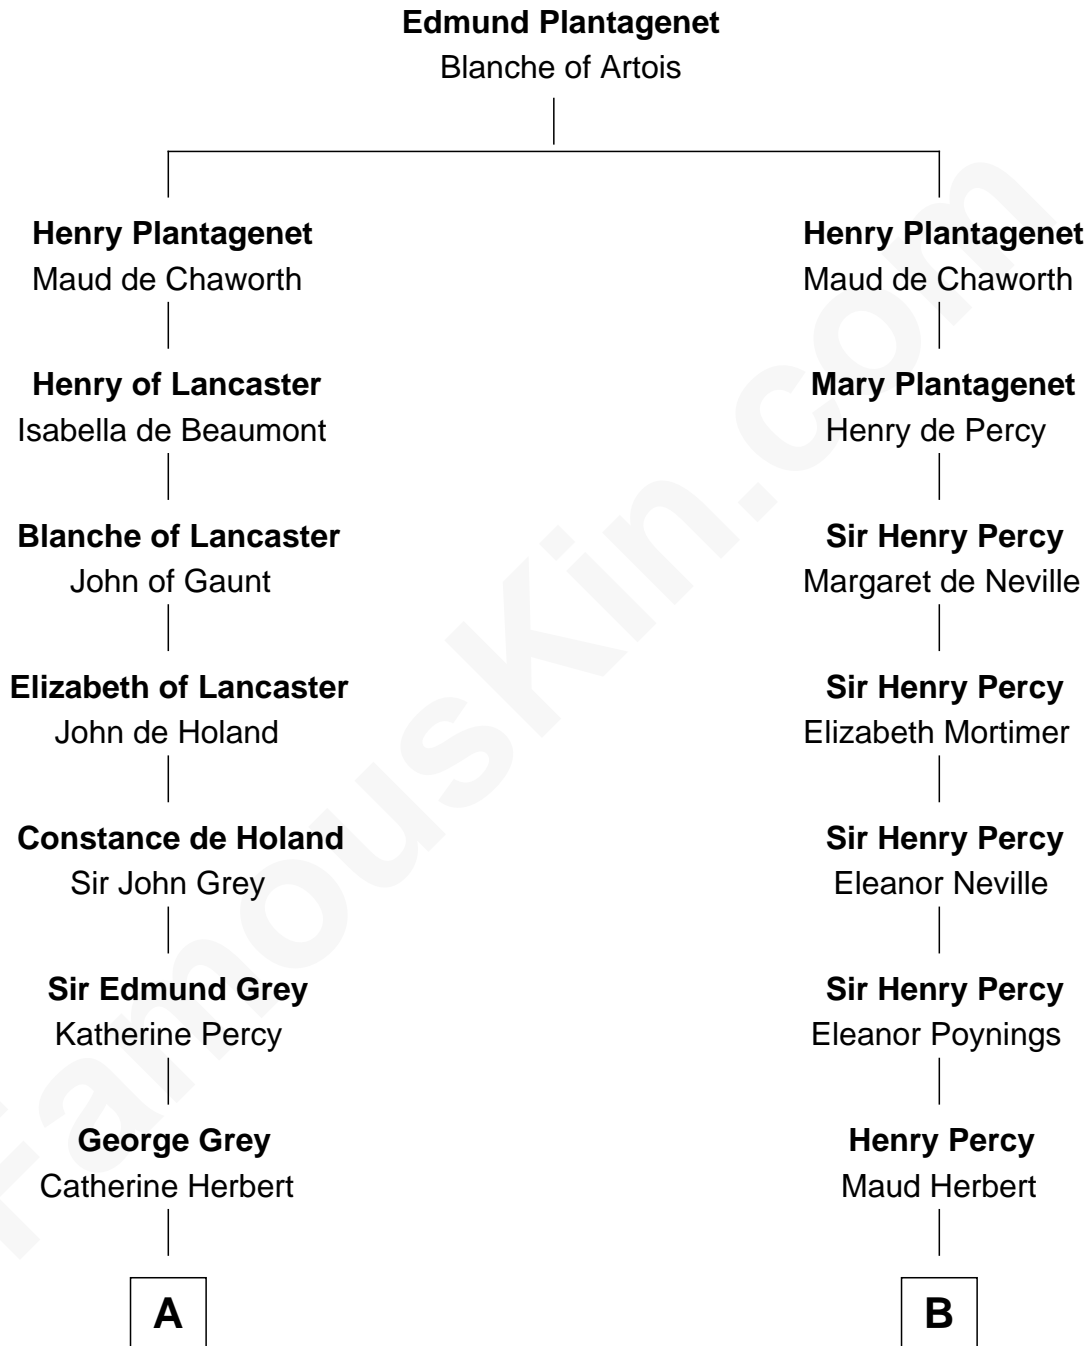 Edmund Plantagenet
Blanche of Artois
Henry Plantagenet
Maud de Chaworth
Henry of Lancaster
Isabella de Beaumont
Blanche of Lancaster
John of Gaunt
Elizabeth of Lancaster
John de Holand
Constance de Holand
Sir John Grey
Sir Edmund Grey
Katherine Percy
George Grey
Catherine Herbert
A
Henry Plantagenet
Maud de Chaworth
Mary Plantagenet
Henry de Percy
Sir Henry Percy
Margaret de Neville
Sir Henry Percy
Elizabeth Mortimer
Sir Henry Percy
Eleanor Neville
Sir Henry Percy
Eleanor Poynings
Henry Percy
Maud Herbert
B
FamousKin.com